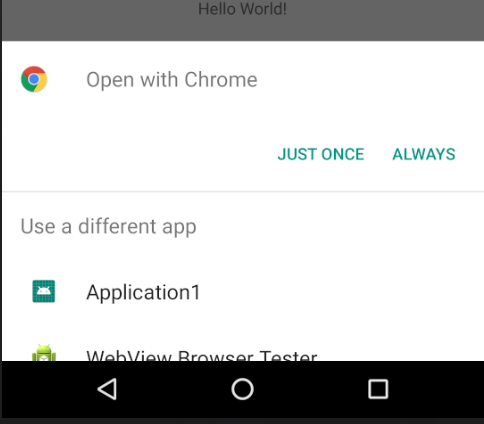 Hello World!
Open with Chrome
JUST ONCE ALWAYS
Use a different app
Application1
WebView Browser Tester